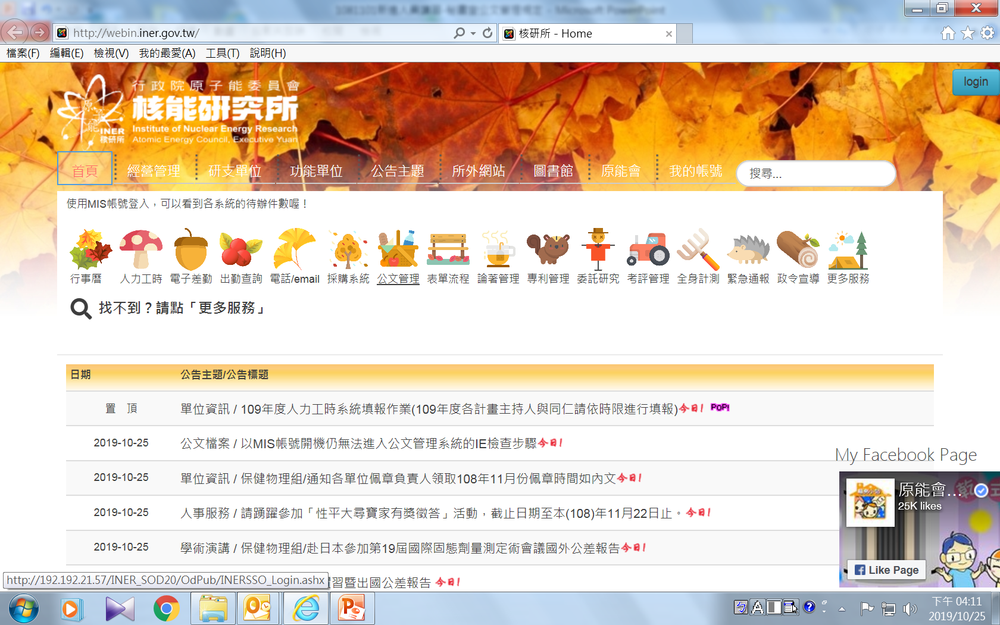 http://webin.iner.gov.tw/
核研所 - Home
檔案(F) 編輯(E) 檢視(V) 我的最愛(A) 工具(T) 說明(H)
login
行政院原子能委員會
核能研究所
Institute of Nuclear Energy Research
Atomic Energy Council, Executive Yuan
INER
核研所
首頁 經營管理 研支單位 功能單位 公告主題 所外網站 圖書館 原能會 我的帳號 搜尋...
使用MIS帳號登入，可以看到各系統的待辦件數喔！
行事曆 人力工時 電子差勤 出勤查詢 電話/email 採購系統 公文管理 表單流程 論著管理 專利管理 委託研究 考評管理 全身計測 緊急通報 政令宣導 更多服務
找不到？請點「更多服務」
日期 公告主題/公告標題
置 頂 單位資訊 / 109年度人力工時系統填報作業(109年度各計畫主持人與同仁請依時限進行填報)今日! POP!
2019-10-25 公文檔案 / 以MIS帳號開機仍無法進入公文管理系統的IE檢查步驟今日!
2019-10-25 單位資訊 / 保健物理組/通知各單位佩章負責人領取108年11月份佩章時間如內文今日!
2019-10-25 人事服務 / 請踴躍參加「性平大尋寶家有獎徵答」活動，截止日期至本(108)年11月22日止。今日!
2019-10-25 學術演講 / 保健物理組/赴日本參加第19屆國際固態劑量測定術會議國外公差報告今日!
習暨出國公差報告 今日!
My Facebook Page
原能會...
25K likes
Like Page
http://192.192.21.57/INER_SOD20/OdPub/INERSSO_Login.ashx
下午 04:11
2019/10/25